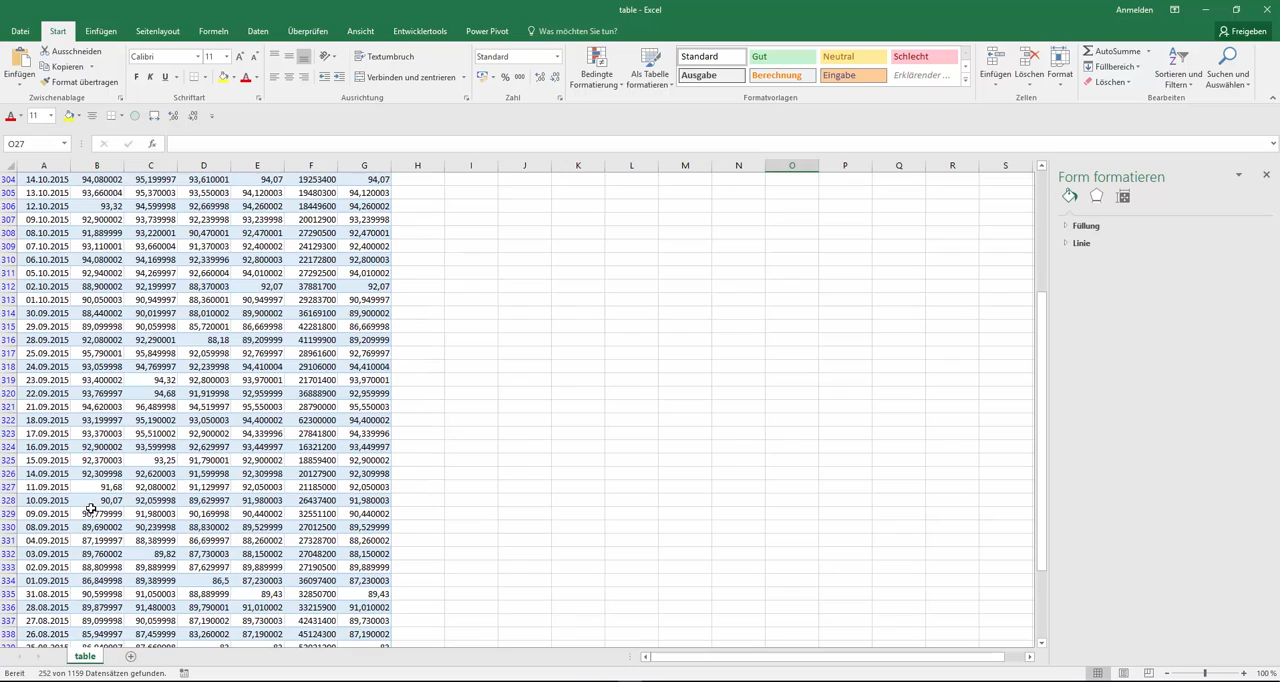 table - Excel
Anmelden
Datei Start Einfügen Seitenlayout Formeln Daten Überprüfen Ansicht Entwicklertools Power Pivot Was möchten Sie tun? Freigeben
Einfügen
Ausschneiden
Kopieren
Format übertragen
Zwischenablage
Calibri 11
F K U
Schriftart
Textumbruch
Verbinden und zentrieren
Ausrichtung
Standard
% 000
Zahl
Bedingte Formatierung
Als Tabelle formatieren
Standard Gut Neutral Schlecht
Ausgabe Berechnung Eingabe Erklärender ...
Formatvorlagen
Einfügen Löschen Format
Zellen
AutoSumme
Füllbereich
Löschen
Sortieren und Filtern
Suchen und Auswählen
Bearbeiten
11
O27
fx
A B C D E F G H I J K L M N O P Q R S
304 14.10.2015 94,080002 95,199997 93,610001 94,07 19253400 94,07
305 13.10.2015 93,660004 95,370003 93,550003 94,120003 19480300 94,120003
306 12.10.2015 93,32 94,599998 92,669998 94,260002 18449600 94,260002
307 09.10.2015 92,900002 93,739998 92,239998 93,239998 20012900 93,239998
308 08.10.2015 91,889999 93,220001 90,470001 92,470001 27290500 92,470001
309 07.10.2015 93,110001 93,660004 91,370003 92,400002 24129300 92,400002
310 06.10.2015 94,080002 94,169998 92,339996 92,800003 22172800 92,800003
311 05.10.2015 92,940002 94,269997 92,660004 94,010002 27292500 94,010002
312 02.10.2015 88,900002 92,199997 88,370003 92,07 37881700 92,07
313 01.10.2015 90,050003 90,949997 88,360001 90,949997 29283700 90,949997
314 30.09.2015 88,440002 90,019997 88,010002 89,900002 36169100 89,900002
315 29.09.2015 89,099998 90,059998 85,720001 86,669998 42281800 86,669998
316 28.09.2015 92,080002 92,290001 88,18 89,209999 41199900 89,209999
317 25.09.2015 95,790001 95,849998 92,059998 92,769997 28961600 92,769997
318 24.09.2015 93,059998 94,769997 92,239998 94,410004 29106000 94,410004
319 23.09.2015 93,400002 94,32 92,800003 93,970001 21701400 93,970001
320 22.09.2015 93,769997 94,68 91,919998 92,959999 36888900 92,959999
321 21.09.2015 94,620003 96,489998 94,519997 95,550003 28790000 95,550003
322 18.09.2015 93,199997 95,190002 93,050003 94,400002 62300000 94,400002
323 17.09.2015 93,370003 95,510002 92,900002 94,339996 27841800 94,339996
324 16.09.2015 92,900002 93,599998 92,629997 93,449997 16321200 93,449997
325 15.09.2015 92,370003 93,25 91,790001 92,900002 18859400 92,900002
326 14.09.2015 92,309998 92,620003 91,599998 92,309998 20127900 92,309998
327 11.09.2015 91,68 92,080002 91,129997 92,050003 21185000 92,050003
328 10.09.2015 90,07 92,059998 89,629997 91,980003 26437400 91,980003
329 09.09.2015 90,779999 91,980003 90,169998 90,440002 32551100 90,440002
330 08.09.2015 89,690002 90,239998 88,830002 89,529999 27012500 89,529999
331 04.09.2015 87,199997 88,389999 86,699997 88,260002 27328700 88,260002
332 03.09.2015 89,760002 89,82 87,730003 88,150002 27048200 88,150002
333 02.09.2015 88,809998 89,889999 87,629997 89,889999 27190500 89,889999
334 01.09.2015 86,849998 89,389999 86,5 87,230003 36097400 87,230003
335 31.08.2015 90,599998 91,050003 88,889999 89,43 32850700 89,43
336 28.08.2015 89,879997 91,480003 89,790001 91,010002 33215900 91,010002
337 27.08.2015 89,099998 90,059998 87,190002 89,730003 42431400 89,730003
338 26.08.2015 85,949997 87,459999 83,260002 87,190002 45124300 87,190002
Form formatieren
Füllung
Linie
table
Bereit 252 von 1159 Datensätzen gefunden.
100 %